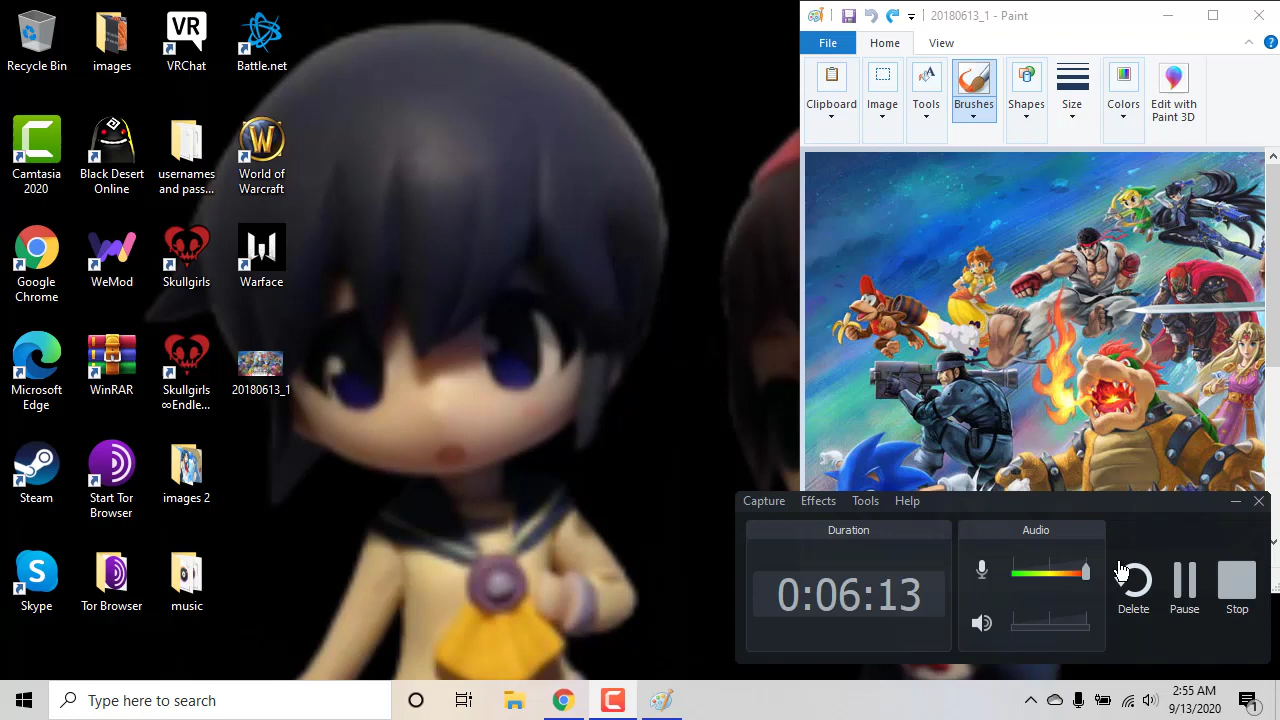 Recycle Bin
images
VR
VRChat
Battle.net
Camtasia
2020
Black Desert
Online
usernames
and pass...
World of
Warcraft
Google
Chrome
WeMod
Skullgirls
Warface
Microsoft
Edge
WinRAR
Skullgirls
∞Endle...
20180613_1
Steam
Start Tor
Browser
images 2
Skype
Tor Browser
music
20180613_1 - Paint
File
Home
View
Clipboard
Image
Tools
Brushes
Shapes
Size
Colors
Edit with
Paint 3D
Capture
Effects
Tools
Help
Duration
0:06:13
Audio
Delete
Pause
Stop
Type here to search
2:55 AM
9/13/2020
1